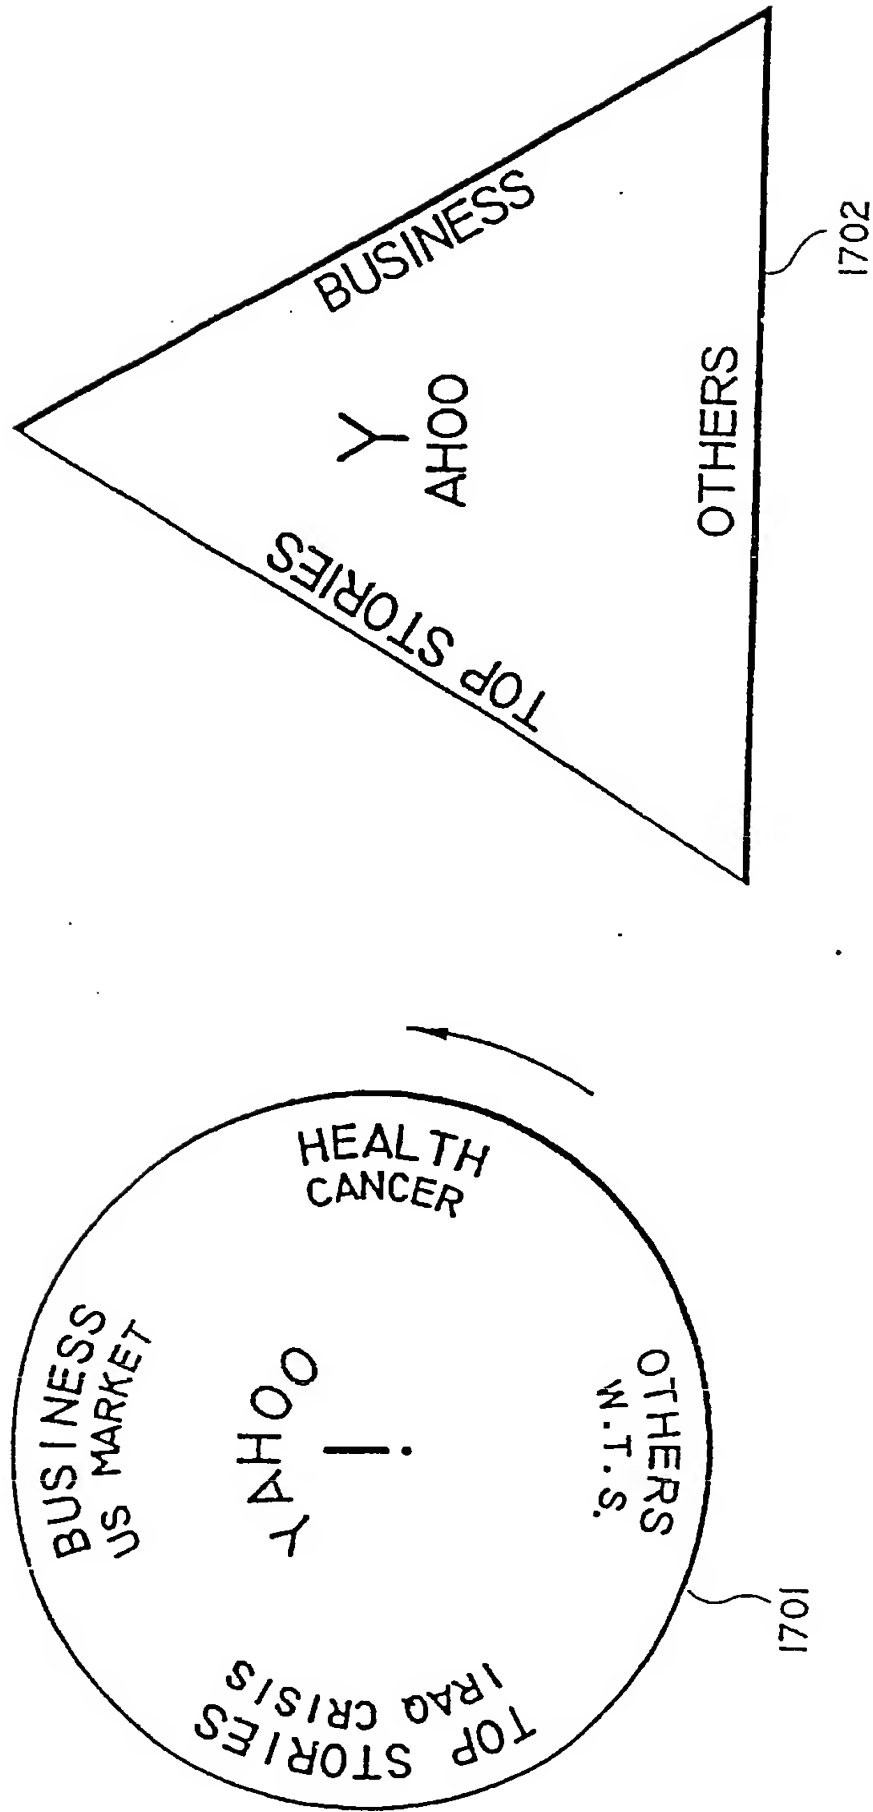 BUSINESS
US MARKET
HEALTH
CANCER
OTHERS
W.T.S.
TOP STORIES
IRAQ CRISIS
YAHOO
!
1701
BUSINESS
TOP STORIES
Y
AHOO
OTHERS
1702